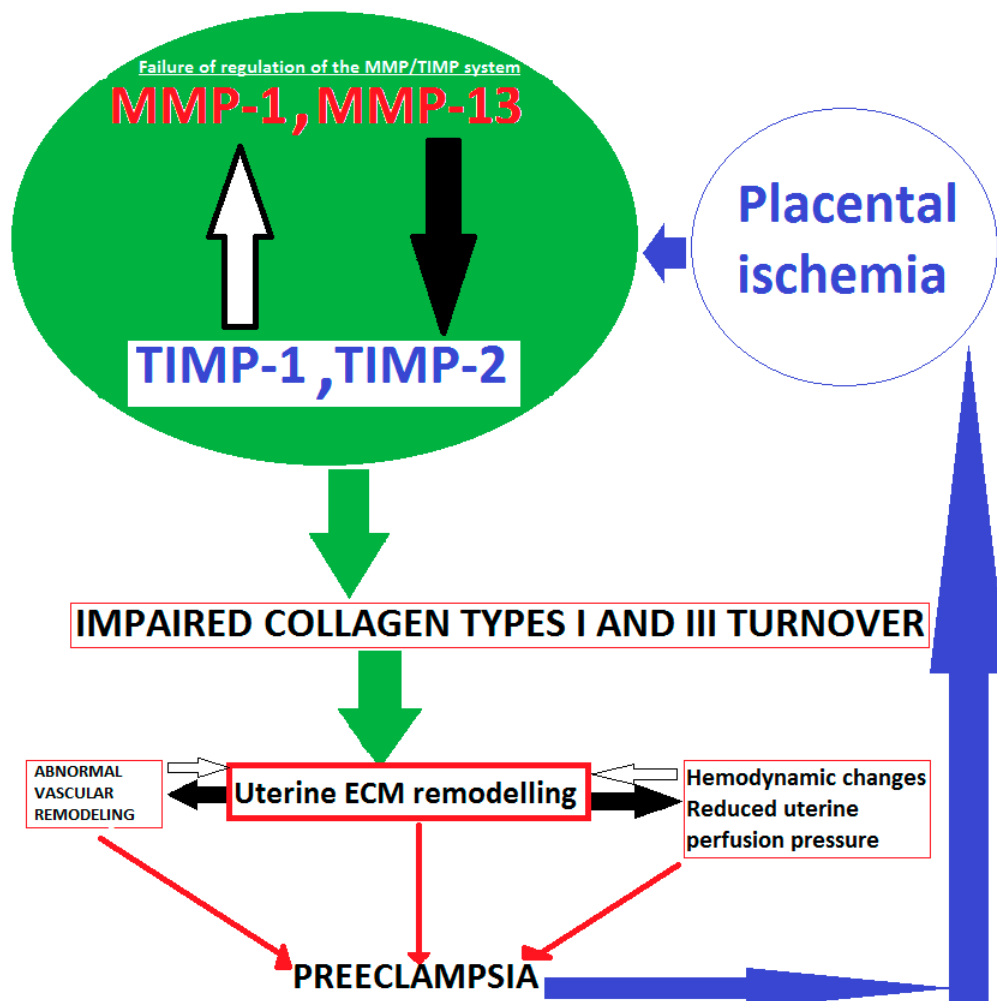 Failure of regulation of the MMP/TIMP system
MMP-1, MMP-13
Placental
ischemia
TIMP-1 ,TIMP-2
IMPAIRED COLLAGEN TYPES I AND III TURNOVER
ABNORMAL
VASCULAR
REMODELING
Uterine ECM remodelling
Hemodynamic changes
Reduced uterine
perfusion pressure
PREECLAMPSIA